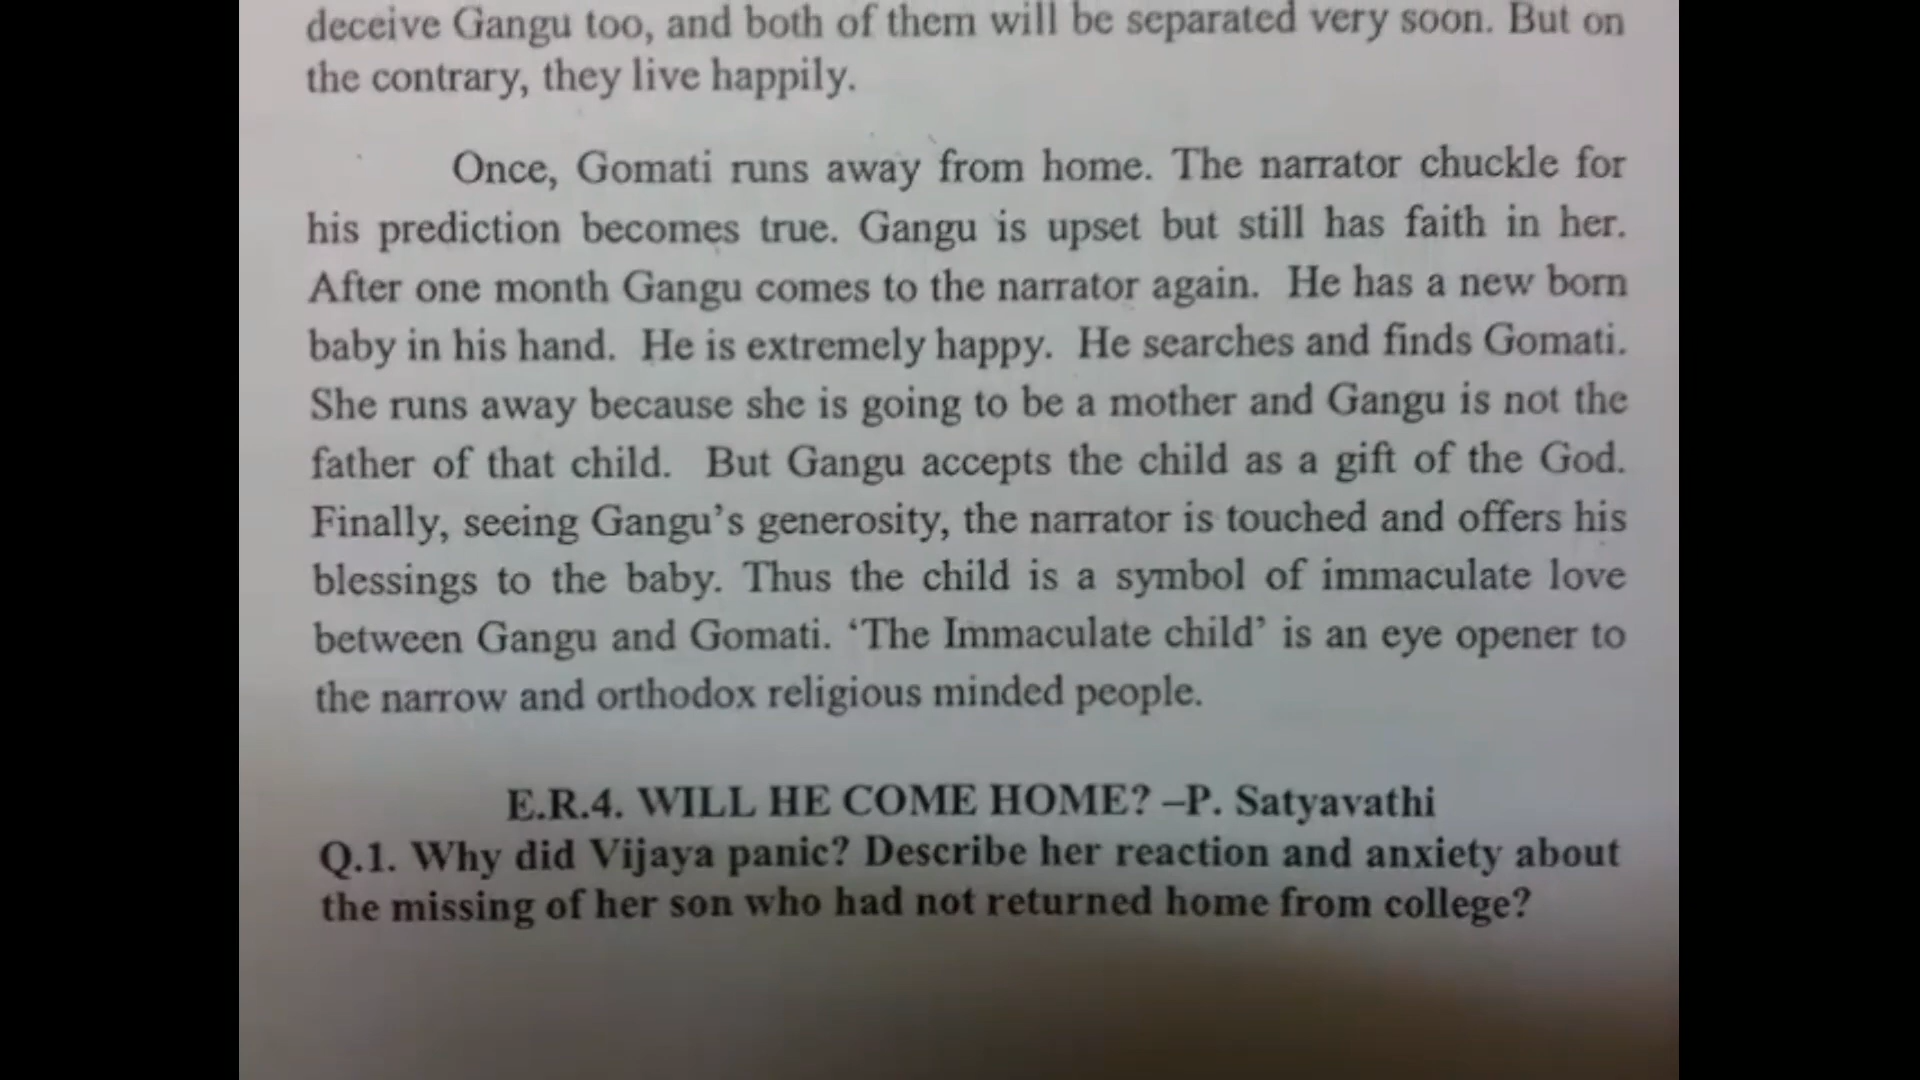 deceive Gangu too, and both of them will be separated very soon. But on
the contrary, they live happily.
Once, Gomati runs away from home. The narrator chuckle for
his prediction becomes true. Gangu is upset but still has faith in her.
After one month Gangu comes to the narrator again. He has a new born
baby in his hand. He is extremely happy. He searches and finds Gomati.
She runs away because she is going to be a mother and Gangu is not the
father of that child. But Gangu accepts the child as a gift of the God.
Finally, seeing Gangu's generosity, the narrator is touched and offers his
blessings to the baby. Thus the child is a symbol of immaculate love
between Gangu and Gomati. ‘The Immaculate child’ is an eye opener to
the narrow and orthodox religious minded people.
E.R.4. WILL HE COME HOME? –P. Satyavathi
Q.1. Why did Vijaya panic? Describe her reaction and anxiety about
the missing of her son who had not returned home from college?